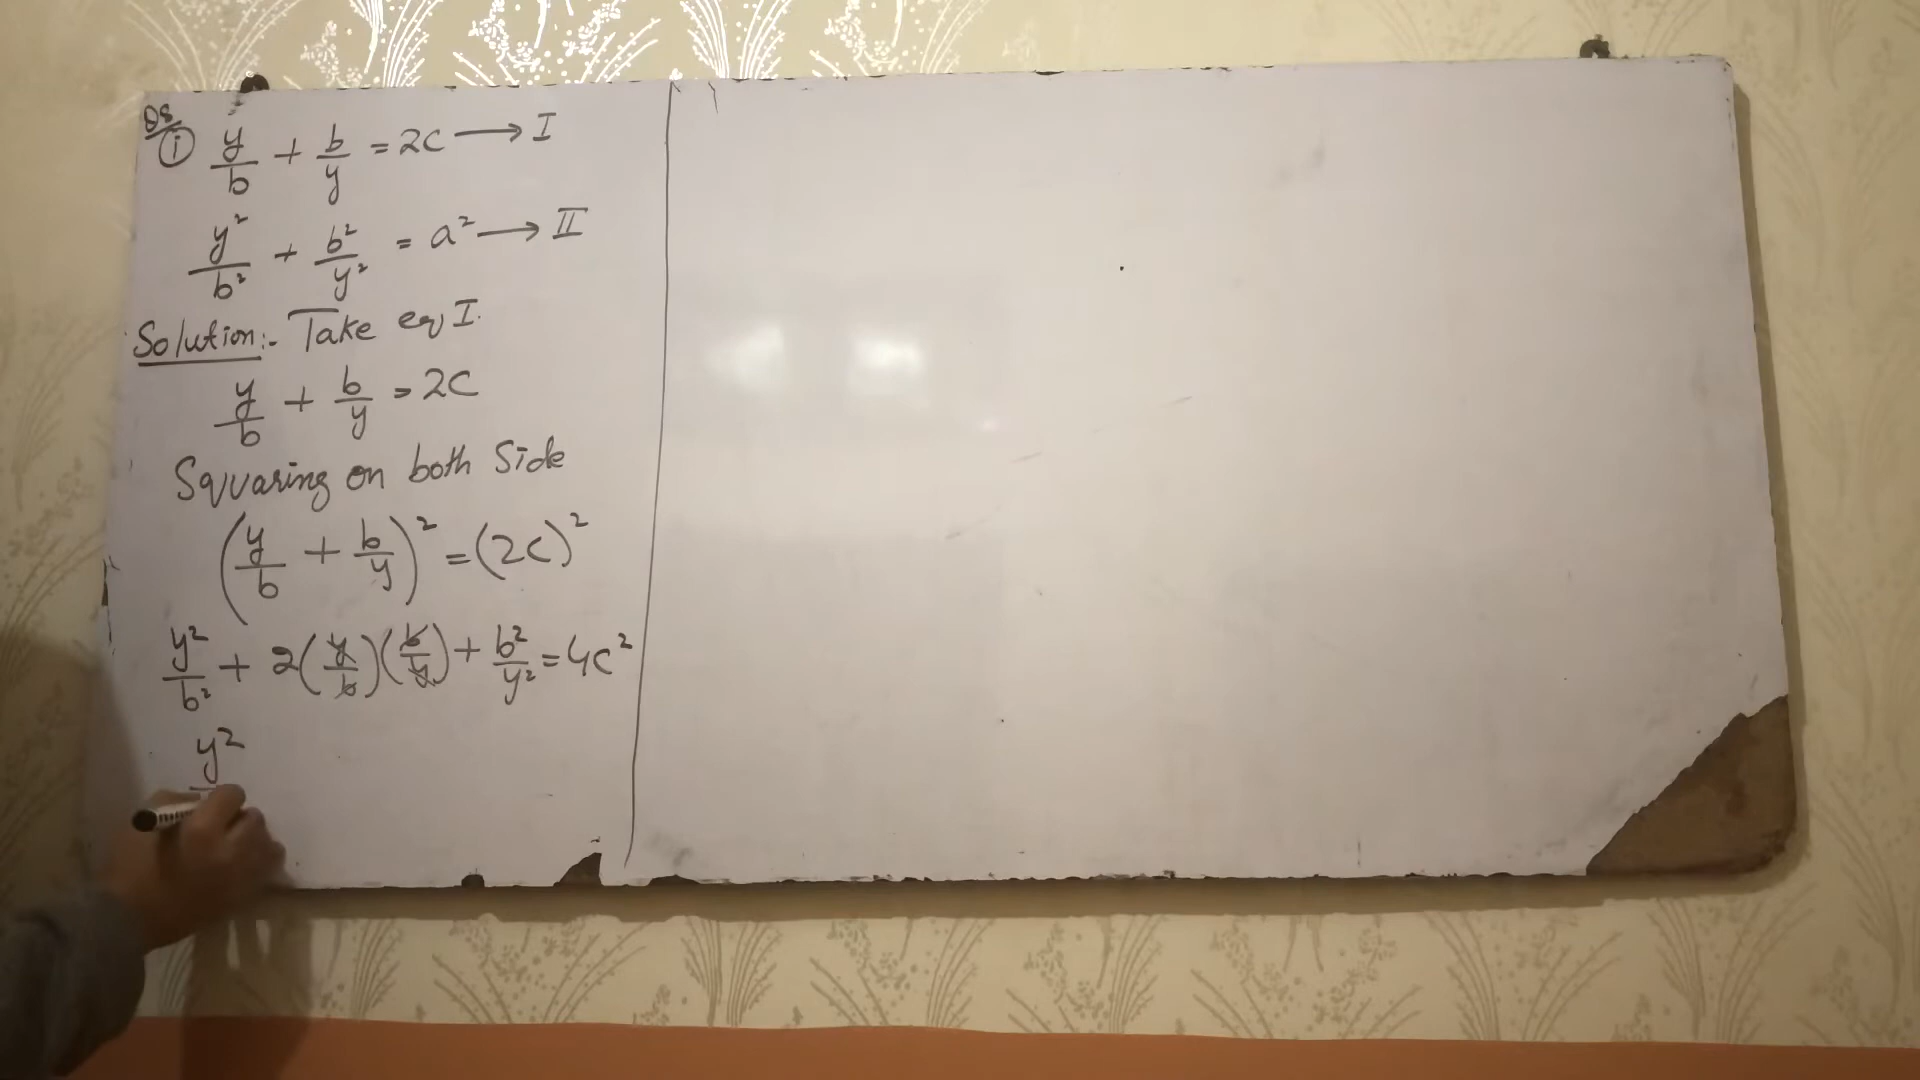 Q8
(i) y/b + b/y = 2c ⟶ I
y²/b² + b²/y² = a² ⟶ II
Solution:- Take eq I.
y/b + b/y = 2c
Squaring on both Side
(y/b + b/y)² = (2c)²
y²/b² + 2(y/b)(b/y) + b²/y² = 4c²
y²